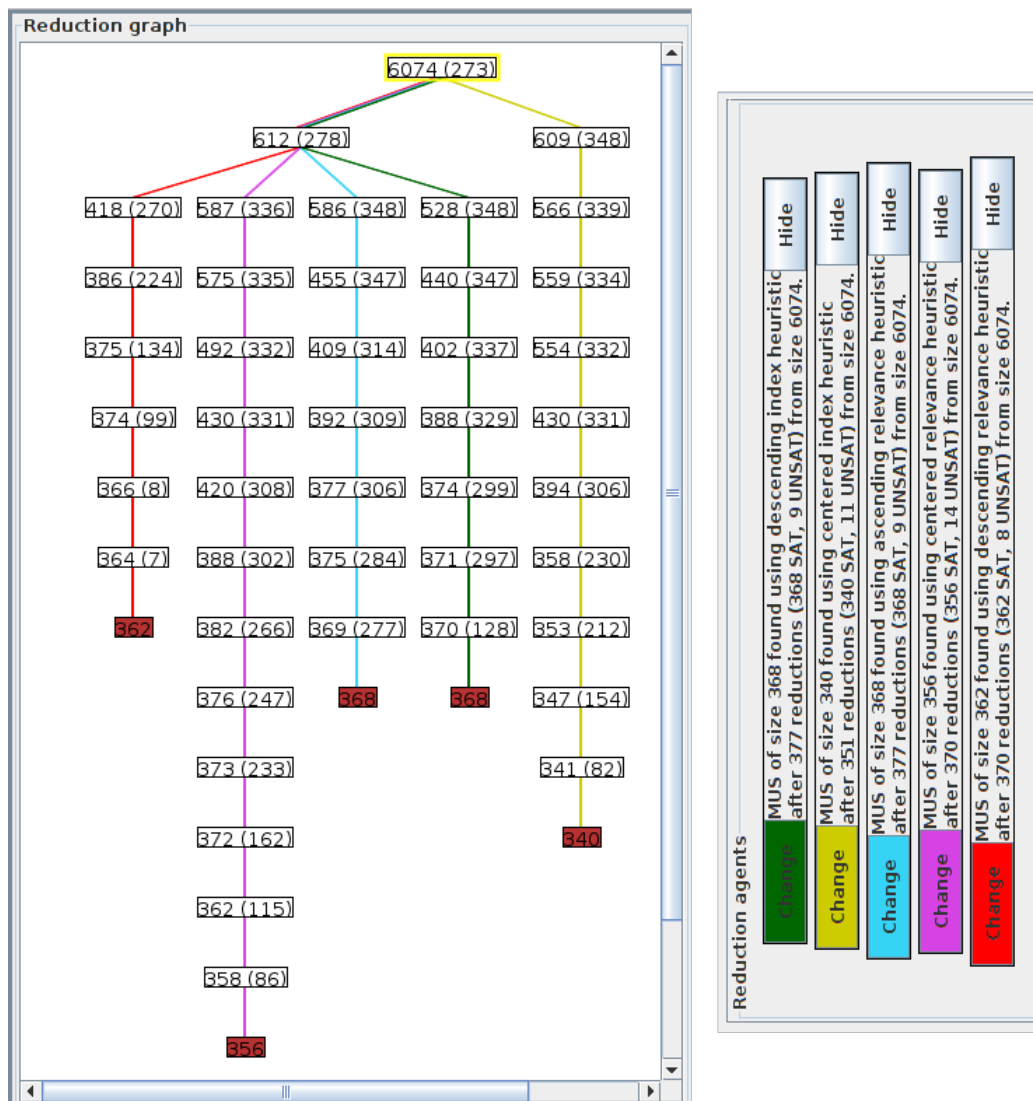 Reduction graph
6074 (273)
612 (278)
609 (348)
418 (270)
587 (336)
586 (348)
528 (348)
566 (339)
386 (224)
575 (335)
455 (347)
440 (347)
559 (334)
375 (134)
492 (332)
409 (314)
402 (337)
554 (332)
374 (99)
430 (331)
392 (309)
388 (329)
430 (331)
366 (8)
420 (308)
377 (306)
374 (299)
394 (306)
364 (7)
388 (302)
375 (284)
371 (297)
358 (230)
362
382 (266)
369 (277)
370 (128)
353 (212)
376 (247)
368
368
347 (154)
373 (233)
341 (82)
372 (162)
340
362 (115)
358 (86)
356
Reduction agents
Change
MUS of size 368 found using descending index heuristic
after 377 reductions (368 SAT, 9 UNSAT) from size 6074.
Hide
Change
MUS of size 340 found using centered index heuristic
after 351 reductions (340 SAT, 11 UNSAT) from size 6074.
Hide
Change
MUS of size 368 found using ascending relevance heuristic
after 377 reductions (368 SAT, 9 UNSAT) from size 6074.
Hide
Change
MUS of size 356 found using centered relevance heuristic
after 370 reductions (356 SAT, 14 UNSAT) from size 6074.
Hide
Change
MUS of size 362 found using descending relevance heuristic
after 370 reductions (362 SAT, 8 UNSAT) from size 6074.
Hide